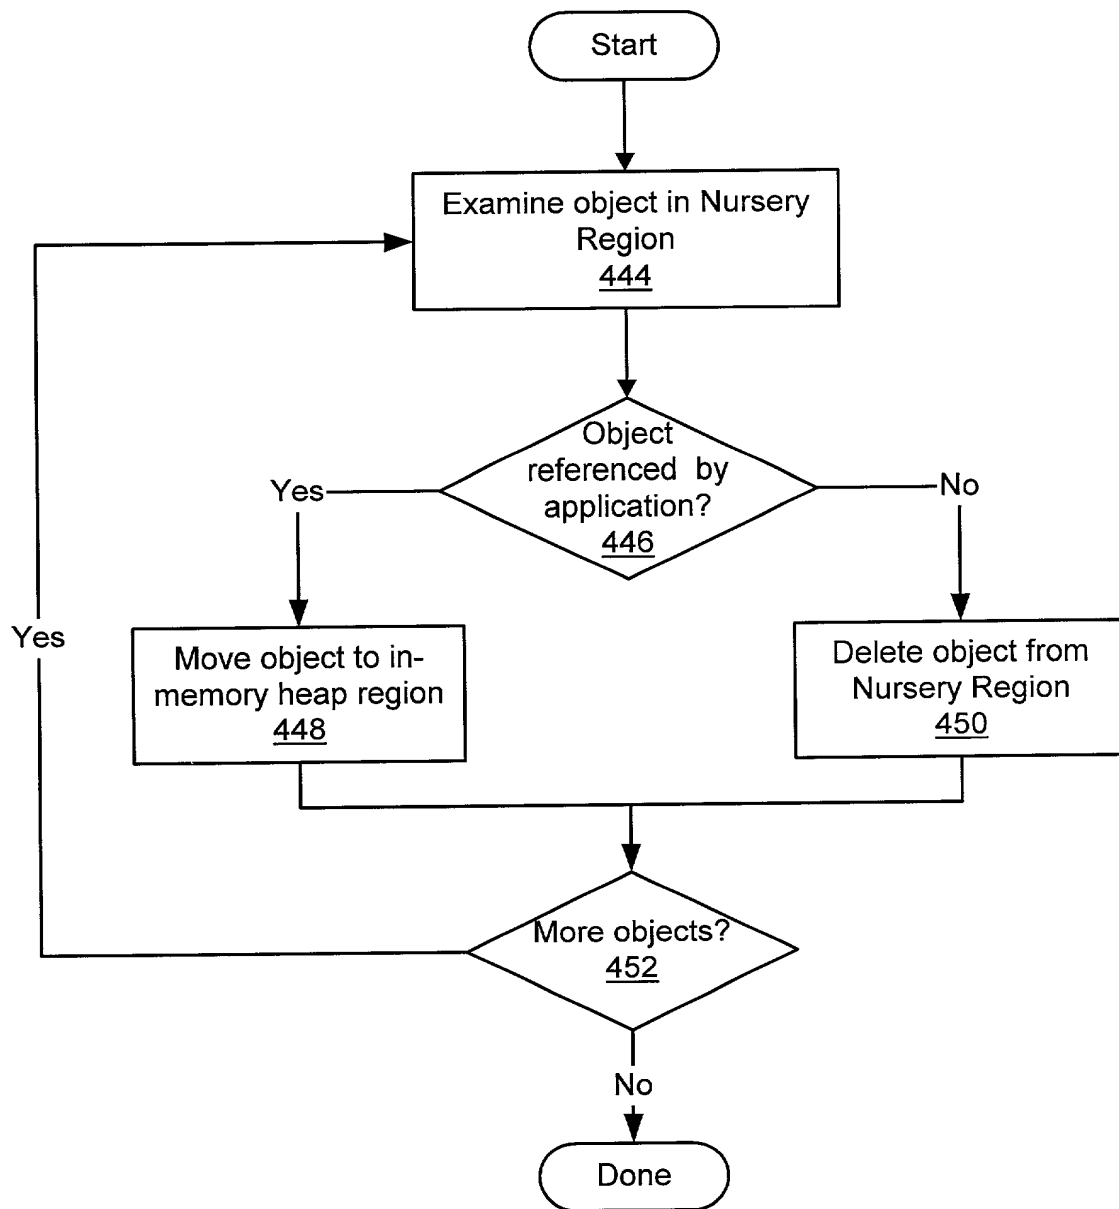 Start
Examine object in Nursery
Region
444
Object
referenced by
application?
446
Yes
No
Yes
Move object to in-
memory heap region
448
Delete object from
Nursery Region
450
More objects?
452
No
Done